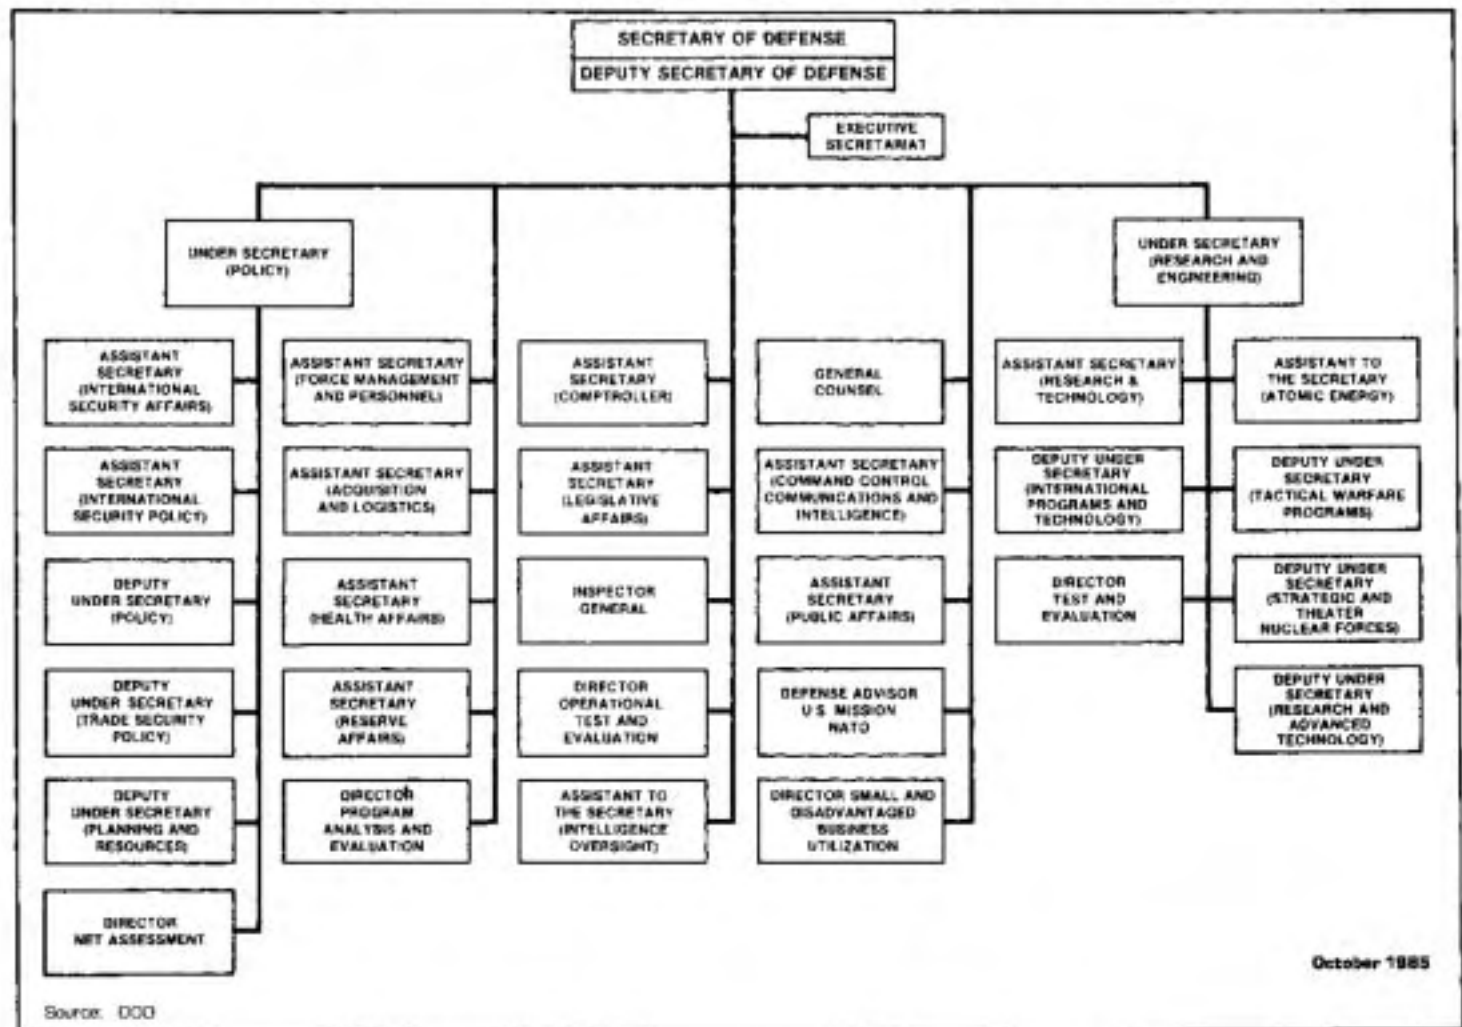 SECRETARY OF DEFENSE
DEPUTY SECRETARY OF DEFENSE
EXECUTIVE
SECRETARIAT
UNDER SECRETARY
(POLICY)
UNDER SECRETARY
(RESEARCH AND
ENGINEERING)
ASSISTANT
SECRETARY
(INTERNATIONAL
SECURITY AFFAIRS)
ASSISTANT SECRETARY
(FORCE MANAGEMENT
AND PERSONNEL)
ASSISTANT
SECRETARY
(COMPTROLLER)
GENERAL
COUNSEL
ASSISTANT SECRETARY
(RESEARCH &
TECHNOLOGY)
ASSISTANT TO
THE SECRETARY
(ATOMIC ENERGY)
ASSISTANT
SECRETARY
(INTERNATIONAL
SECURITY POLICY)
ASSISTANT SECRETARY
(ACQUISITION
AND LOGISTICS)
ASSISTANT
SECRETARY
(LEGISLATIVE
AFFAIRS)
ASSISTANT SECRETARY
(COMMAND CONTROL
COMMUNICATIONS AND
INTELLIGENCE)
DEPUTY UNDER
SECRETARY
(INTERNATIONAL
PROGRAMS AND
TECHNOLOGY)
DEPUTY UNDER
SECRETARY
(TACTICAL WARFARE
PROGRAMS)
DEPUTY
UNDER SECRETARY
(POLICY)
ASSISTANT
SECRETARY
(HEALTH AFFAIRS)
INSPECTOR
GENERAL
ASSISTANT
SECRETARY
(PUBLIC AFFAIRS)
DIRECTOR
TEST AND
EVALUATION
DEPUTY UNDER
SECRETARY
(STRATEGIC AND
THEATER
NUCLEAR FORCES)
DEPUTY
UNDER SECRETARY
(TRADE SECURITY
POLICY)
ASSISTANT
SECRETARY
(RESERVE
AFFAIRS)
DIRECTOR
OPERATIONAL
TEST AND
EVALUATION
DEFENSE ADVISOR
U.S. MISSION
NATO
DEPUTY UNDER
SECRETARY
(RESEARCH AND
ADVANCED
TECHNOLOGY)
DEPUTY
UNDER SECRETARY
(PLANNING AND
RESOURCES)
DIRECTOR
PROGRAM
ANALYSIS AND
EVALUATION
ASSISTANT TO
THE SECRETARY
(INTELLIGENCE
OVERSIGHT)
DIRECTOR SMALL AND
DISADVANTAGED
BUSINESS
UTILIZATION
DIRECTOR
NET ASSESSMENT
October 1985
Source: DOD